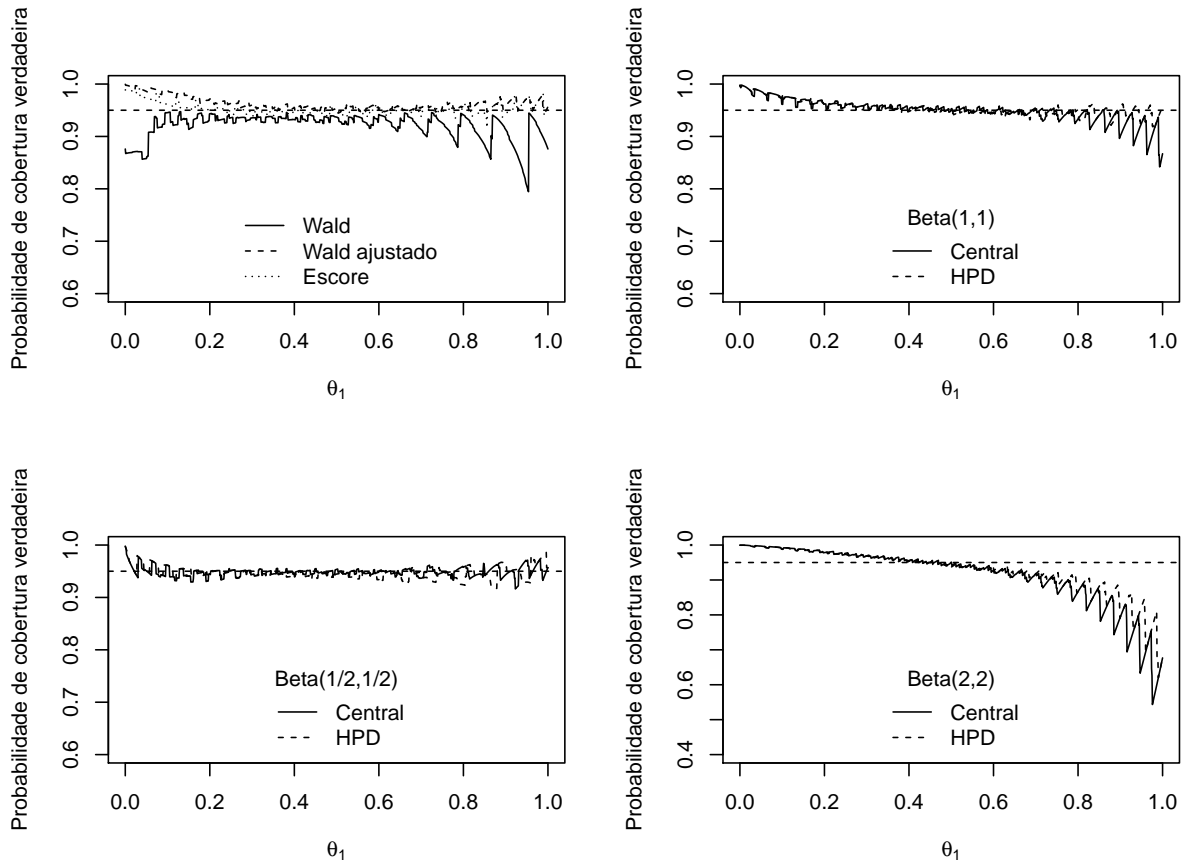 Probabilidade de cobertura verdadeira
1.0
0.9
0.8
0.7
0.6
Wald
Wald ajustado
Escore
0.0 0.2 0.4 0.6 0.8 1.0
θ1
Probabilidade de cobertura verdadeira
1.0
0.9
0.8
0.7
0.6
Beta(1,1)
Central
HPD
0.0 0.2 0.4 0.6 0.8 1.0
θ1
Probabilidade de cobertura verdadeira
1.0
0.9
0.8
0.7
0.6
Beta(1/2,1/2)
Central
HPD
0.0 0.2 0.4 0.6 0.8 1.0
θ1
Probabilidade de cobertura verdadeira
1.0
0.8
0.6
0.4
Beta(2,2)
Central
HPD
0.0 0.2 0.4 0.6 0.8 1.0
θ1